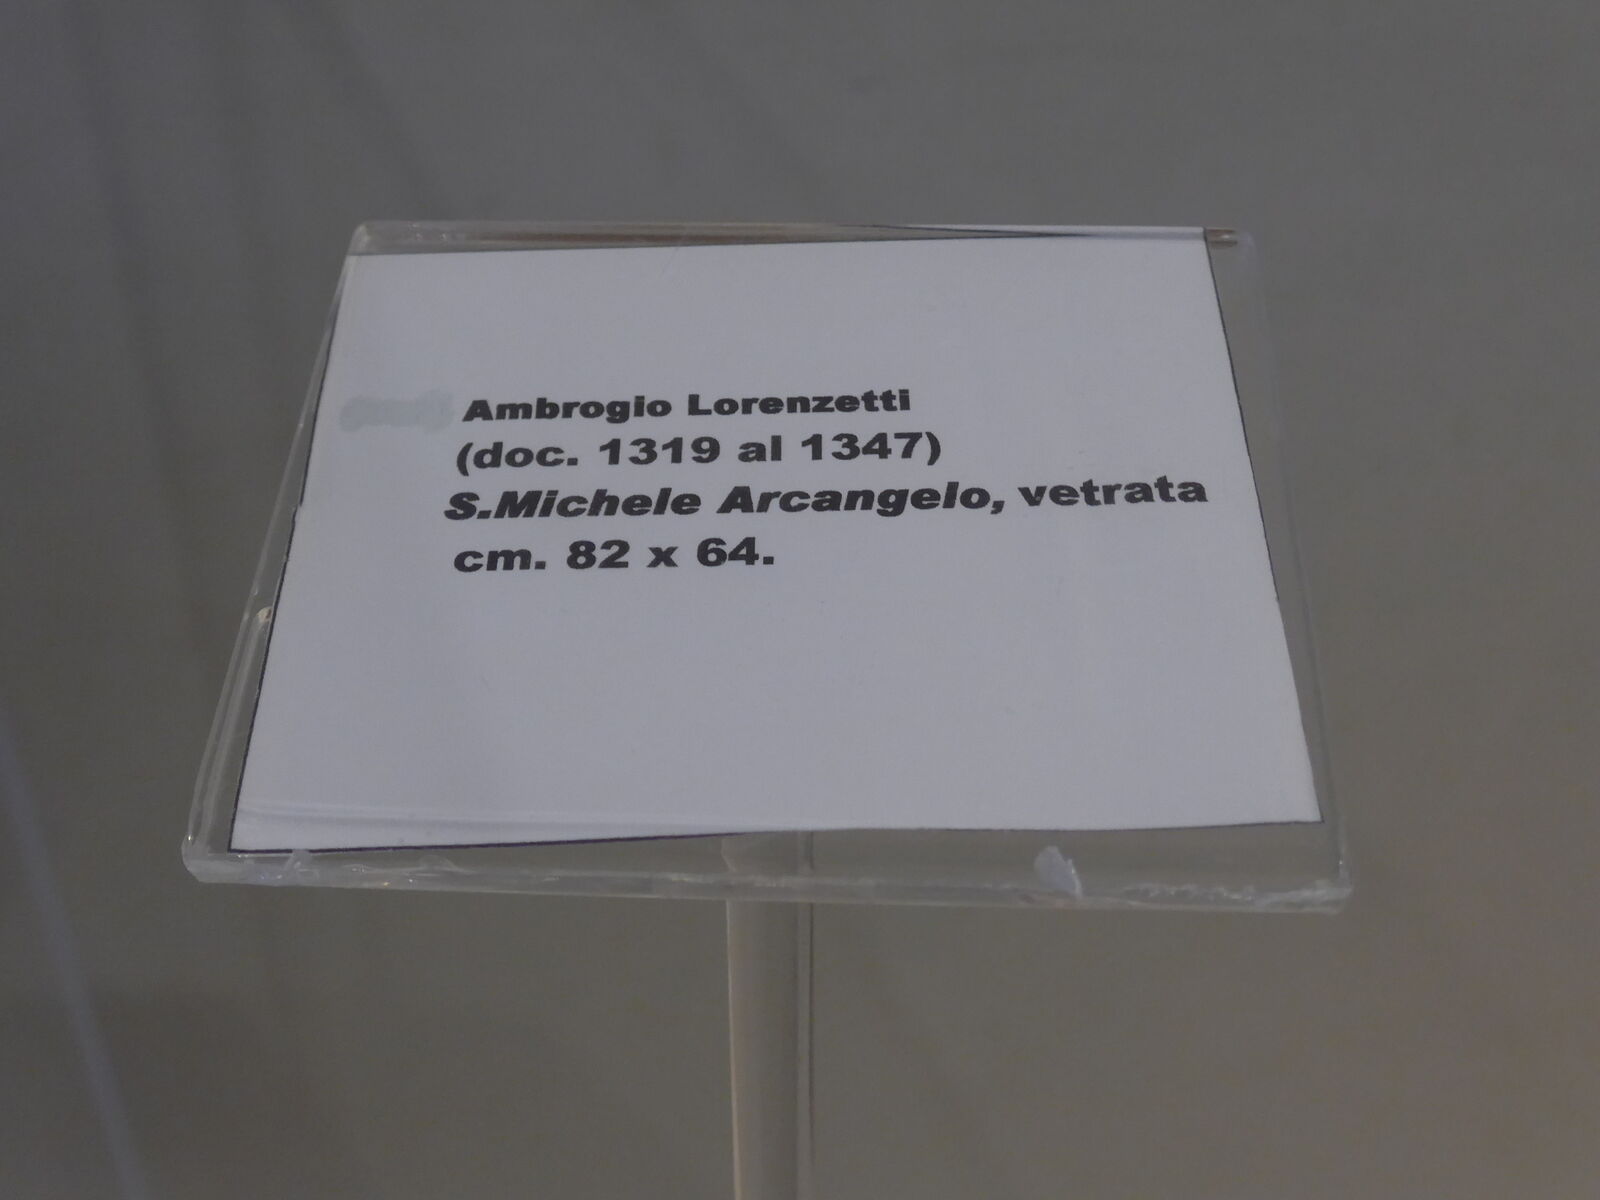 Ambrogio Lorenzetti
(doc. 1319 al 1347)
S.Michele Arcangelo, vetrata
cm. 82 x 64.